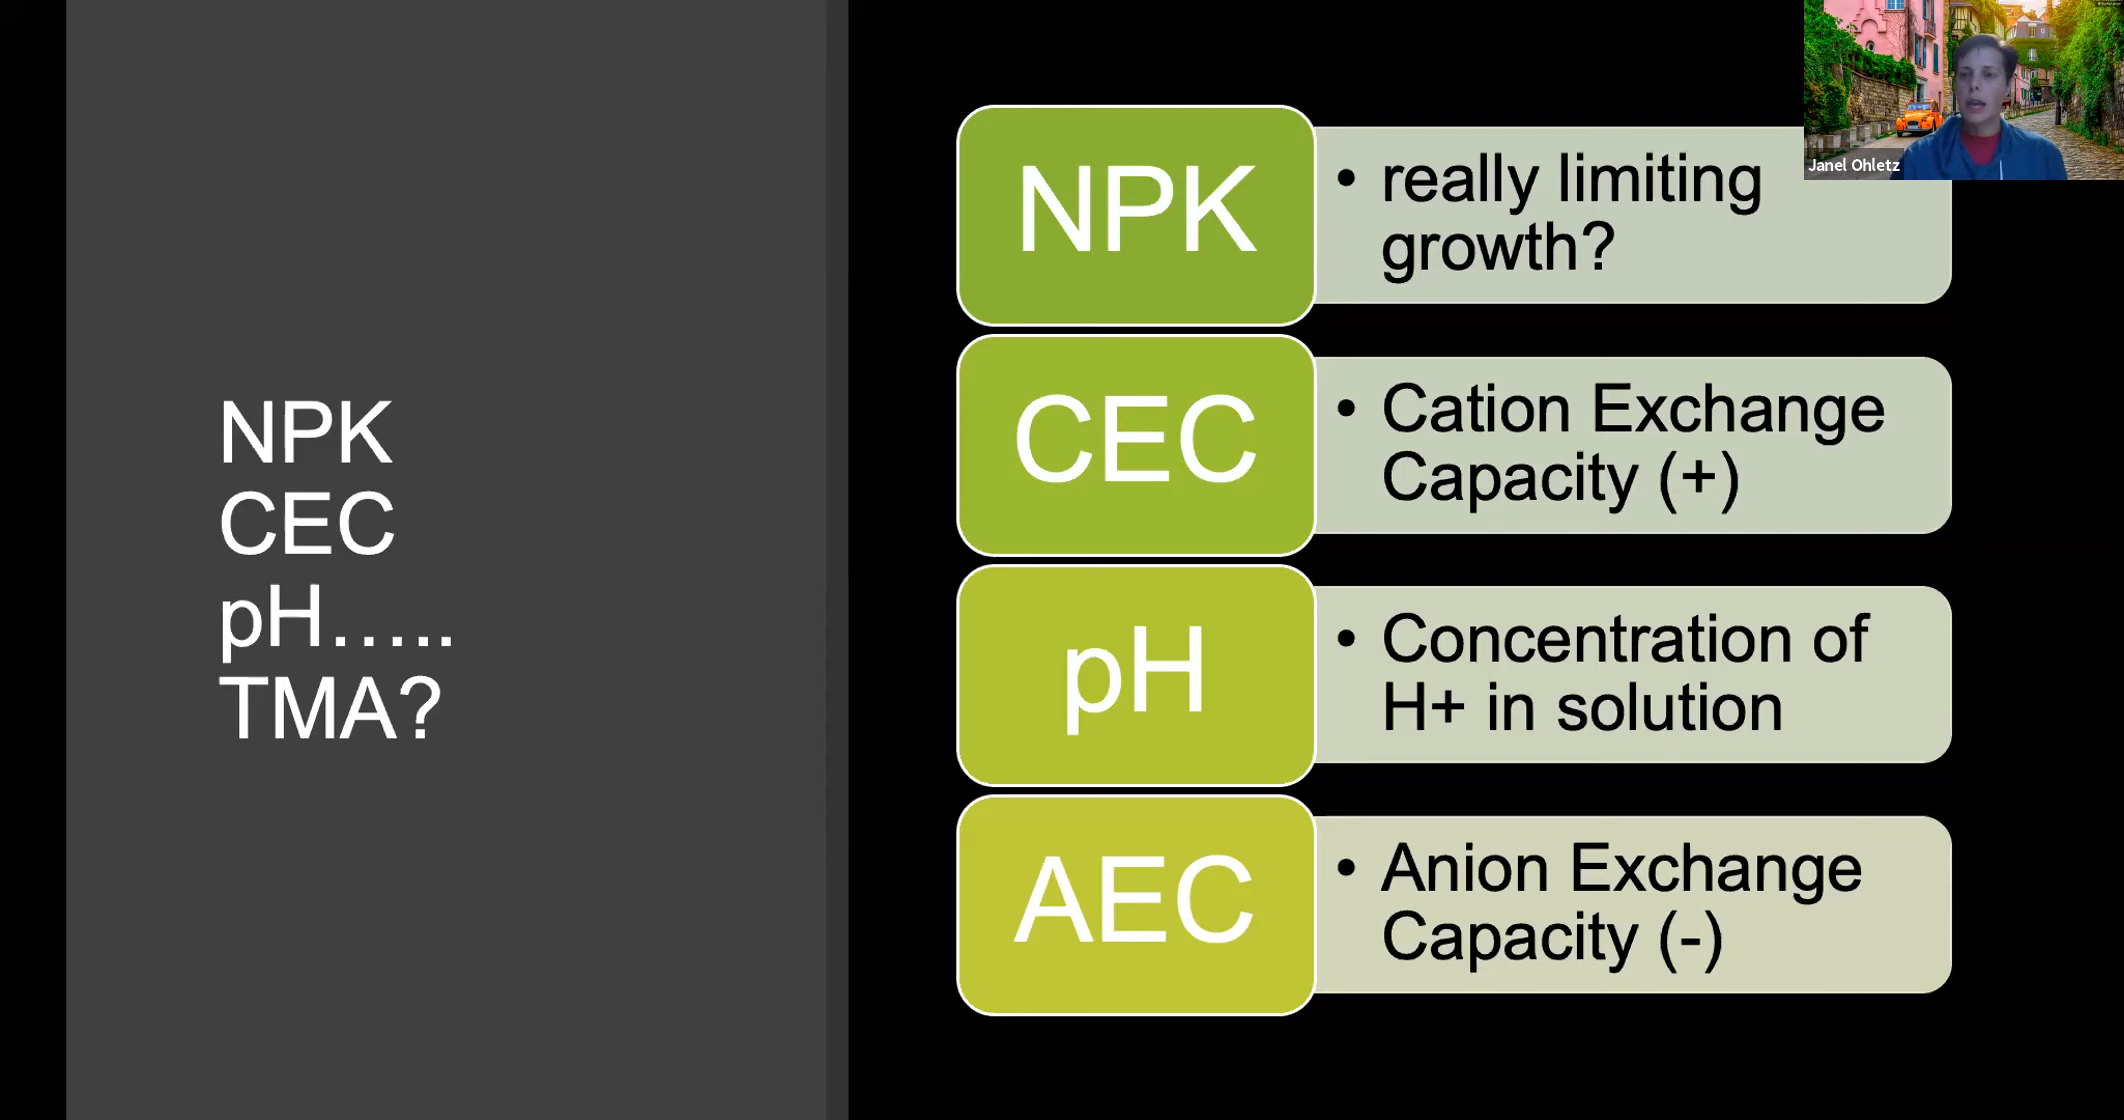 NPK
CEC
pH…..
TMA?
NPK
• really limiting
growth?
CEC
• Cation Exchange
Capacity (+)
pH
• Concentration of
H+ in solution
AEC
• Anion Exchange
Capacity (-)
Janel Ohletz